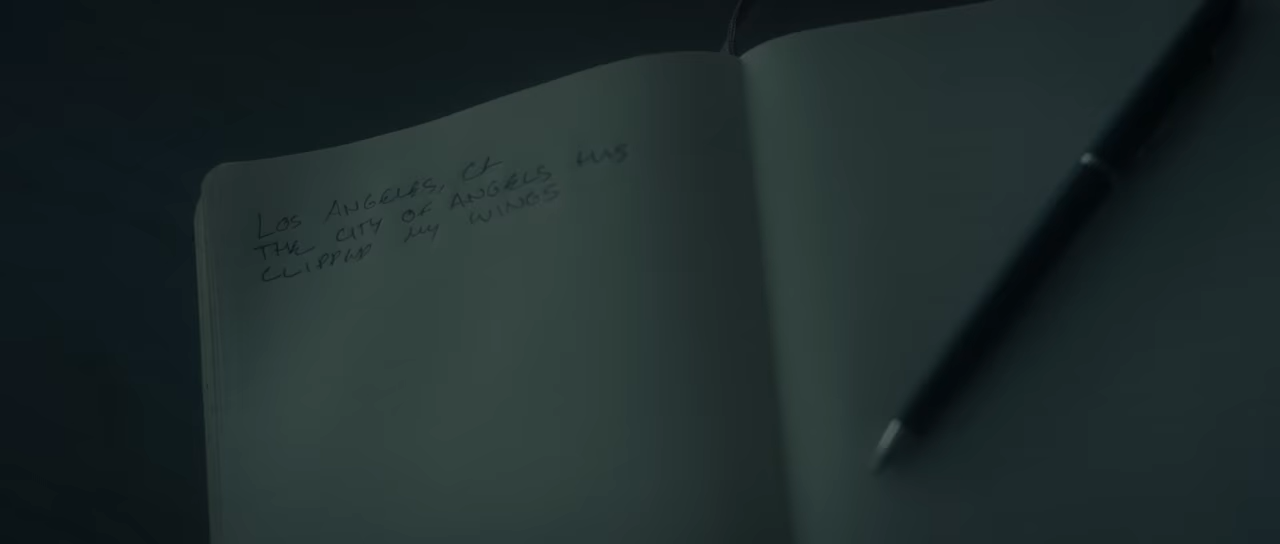 LOS ANGELES, CA
THE CITY OF ANGELS HAS
CLIPPED MY WINGS